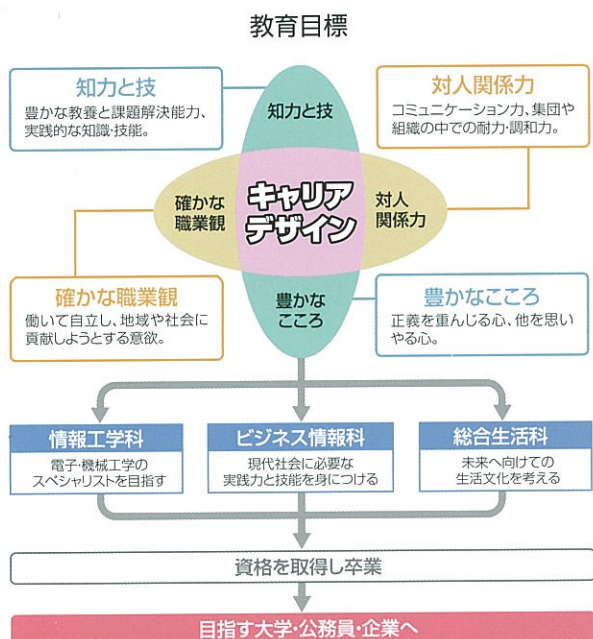 教育目標
知力と技
豊かな教養と課題解決能力、
実践的な知識・技能。
対人関係力
コミュニケーション力、集団や
組織の中での耐力・調和力。
知力と技
確かな
職業観
キャリア
デザイン
対人
関係力
豊かな
こころ
確かな職業観
働いて自立し、地域や社会に
貢献しようとする意欲。
豊かなこころ
正義を重んじる心、他を思い
やる心。
情報工学科
電子・機械工学の
スペシャリストを目指す
ビジネス情報科
現代社会に必要な
実践力と技能を身につける
総合生活科
未来へ向けての
生活文化を考える
資格を取得し卒業
目指す大学・公務員・企業へ